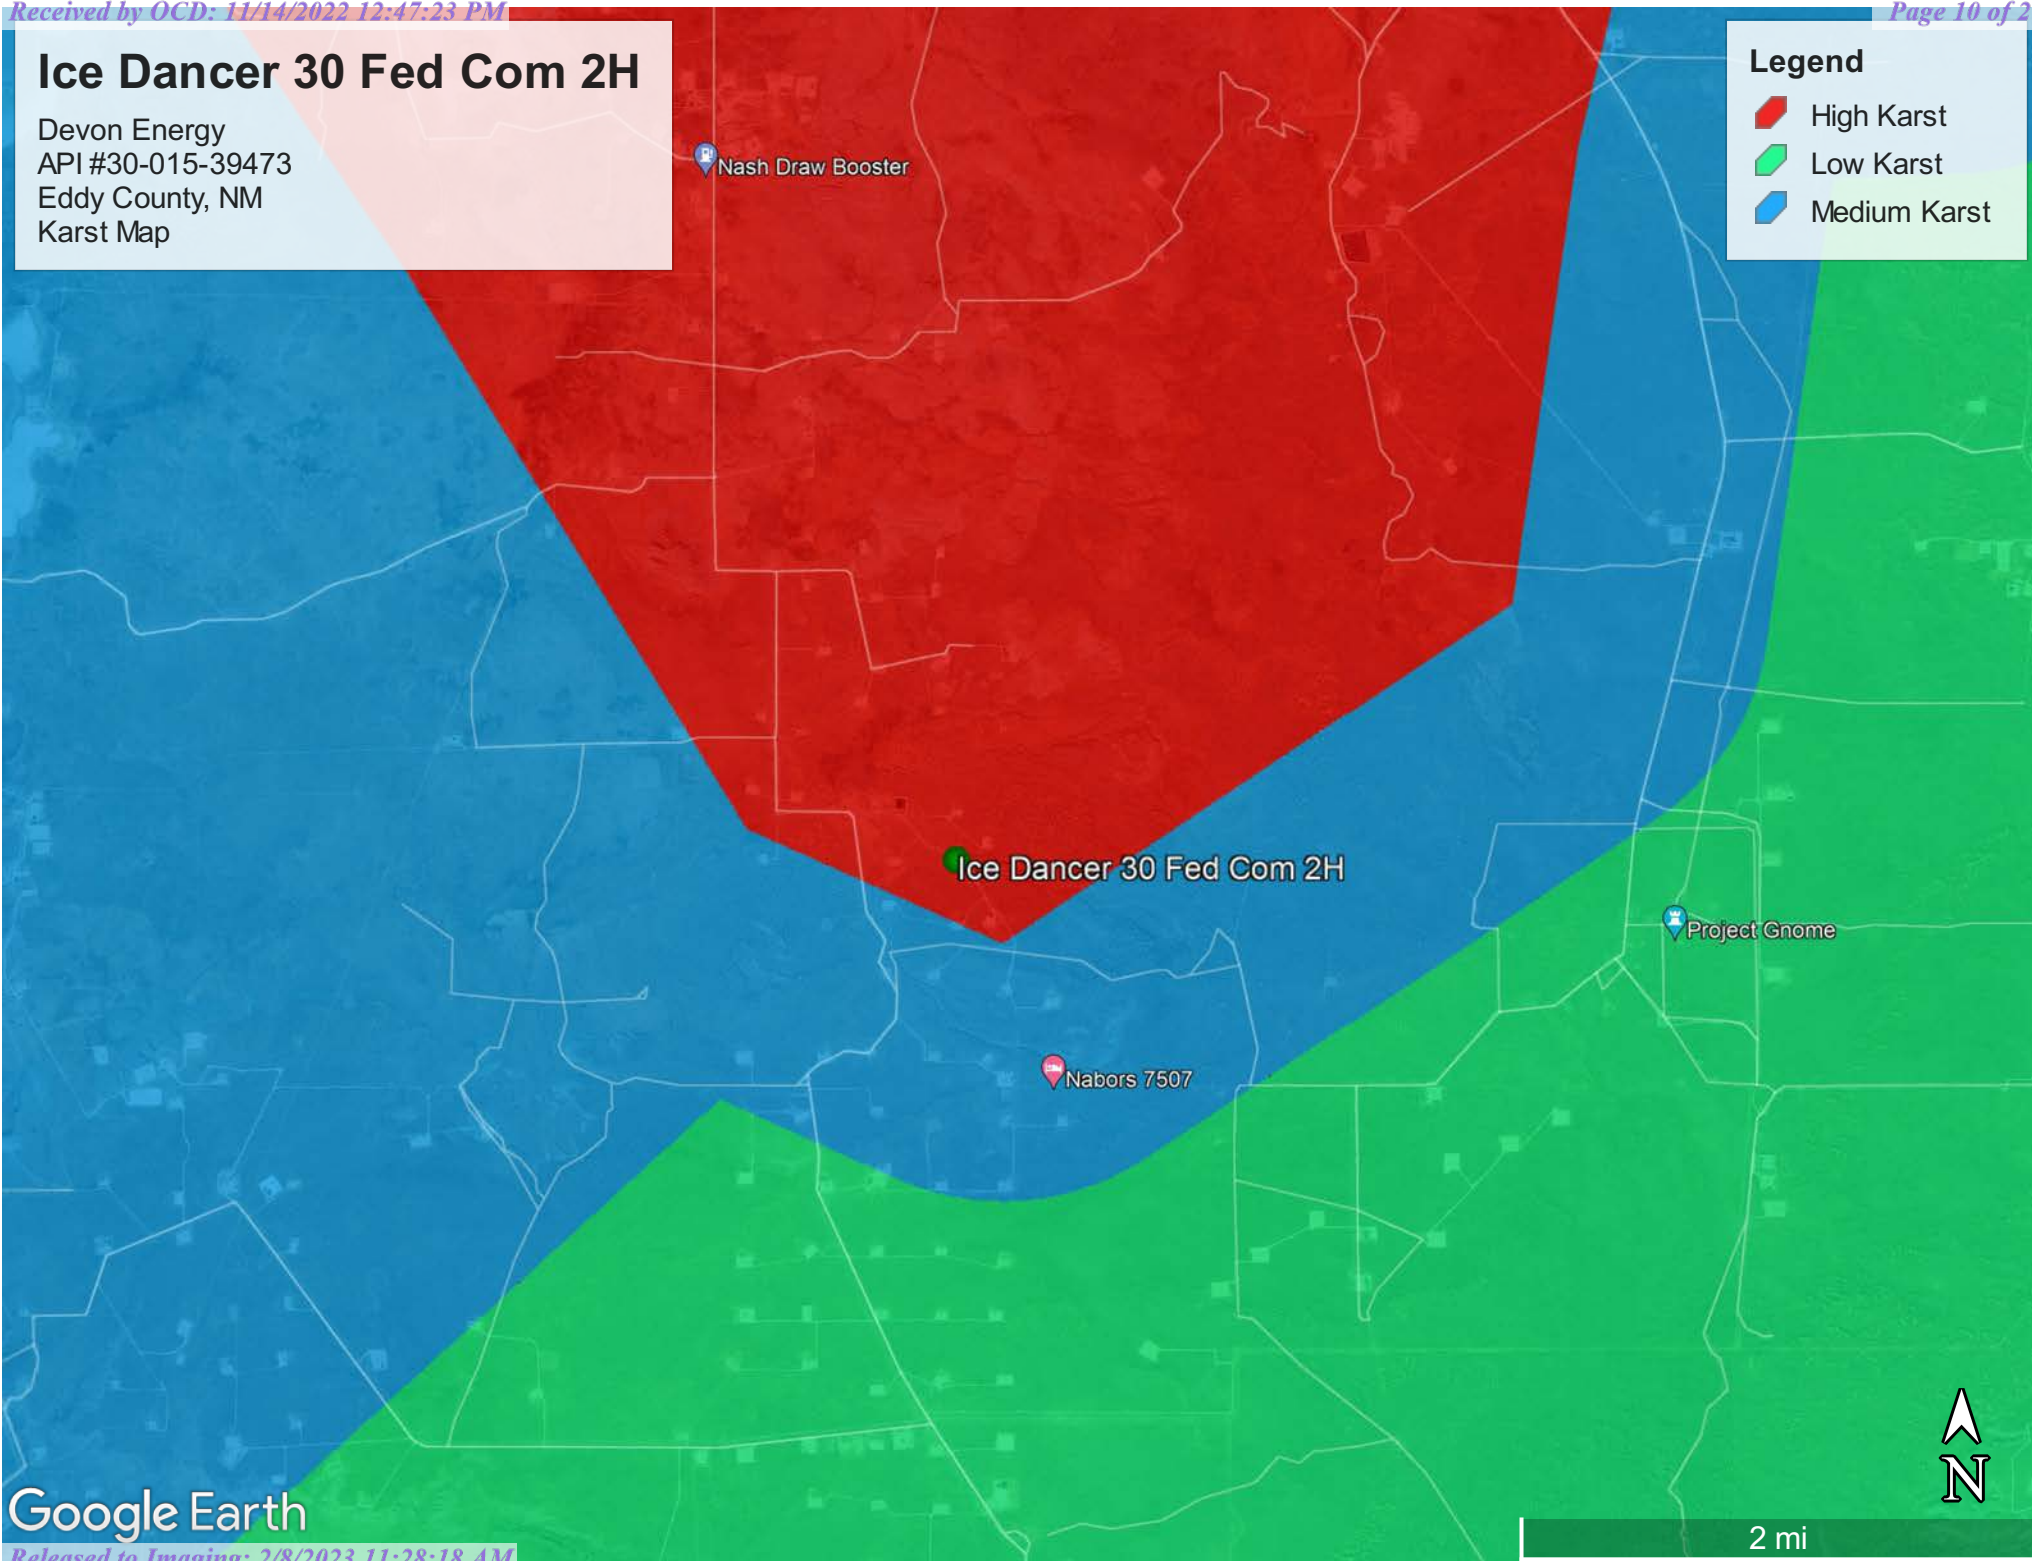 Received by OCD: 11/14/2022 12:47:23 PM
Page 10 of 2
Ice Dancer 30 Fed Com 2H
Devon Energy
API #30-015-39473
Eddy County, NM
Karst Map
Legend
High Karst
Low Karst
Medium Karst
Nash Draw Booster
Ice Dancer 30 Fed Com 2H
Project Gnome
Nabors 7507
N
Google Earth
2 mi
Released to Imaging: 2/8/2023 11:28:18 AM